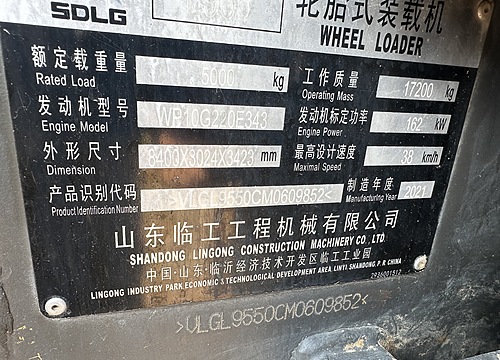 SDLG 轮胎式装载机
WHEEL LOADER
额定载重量 5000 kg 工作质量 17200 kg
Rated Load Operating Mass
发动机型号 WP10G220E343 发动机标定功率 162 kW
Engine Model Engine Power
外形尺寸 8400X3024X3423 mm 最高设计速度 38 km/h
Dimension Maximal Speed
产品识别代码 >VLGL9550CM0609852< 制造年度 2021
Product Identification Number Manufacturing Year
山东临工工程机械有限公司
SHANDONG LINGONG CONSTRUCTION MACHINERY CO., LTD.
中国·山东·临沂经济技术开发区临工工业园
LINGONG INDUSTRY PARK ECONOMIC & TECHNOLOGICAL DEVELOPMENT AREA, LINYI, SHANDONG, P. R. CHINA
2936001512
>VLGL9550CM0609852<